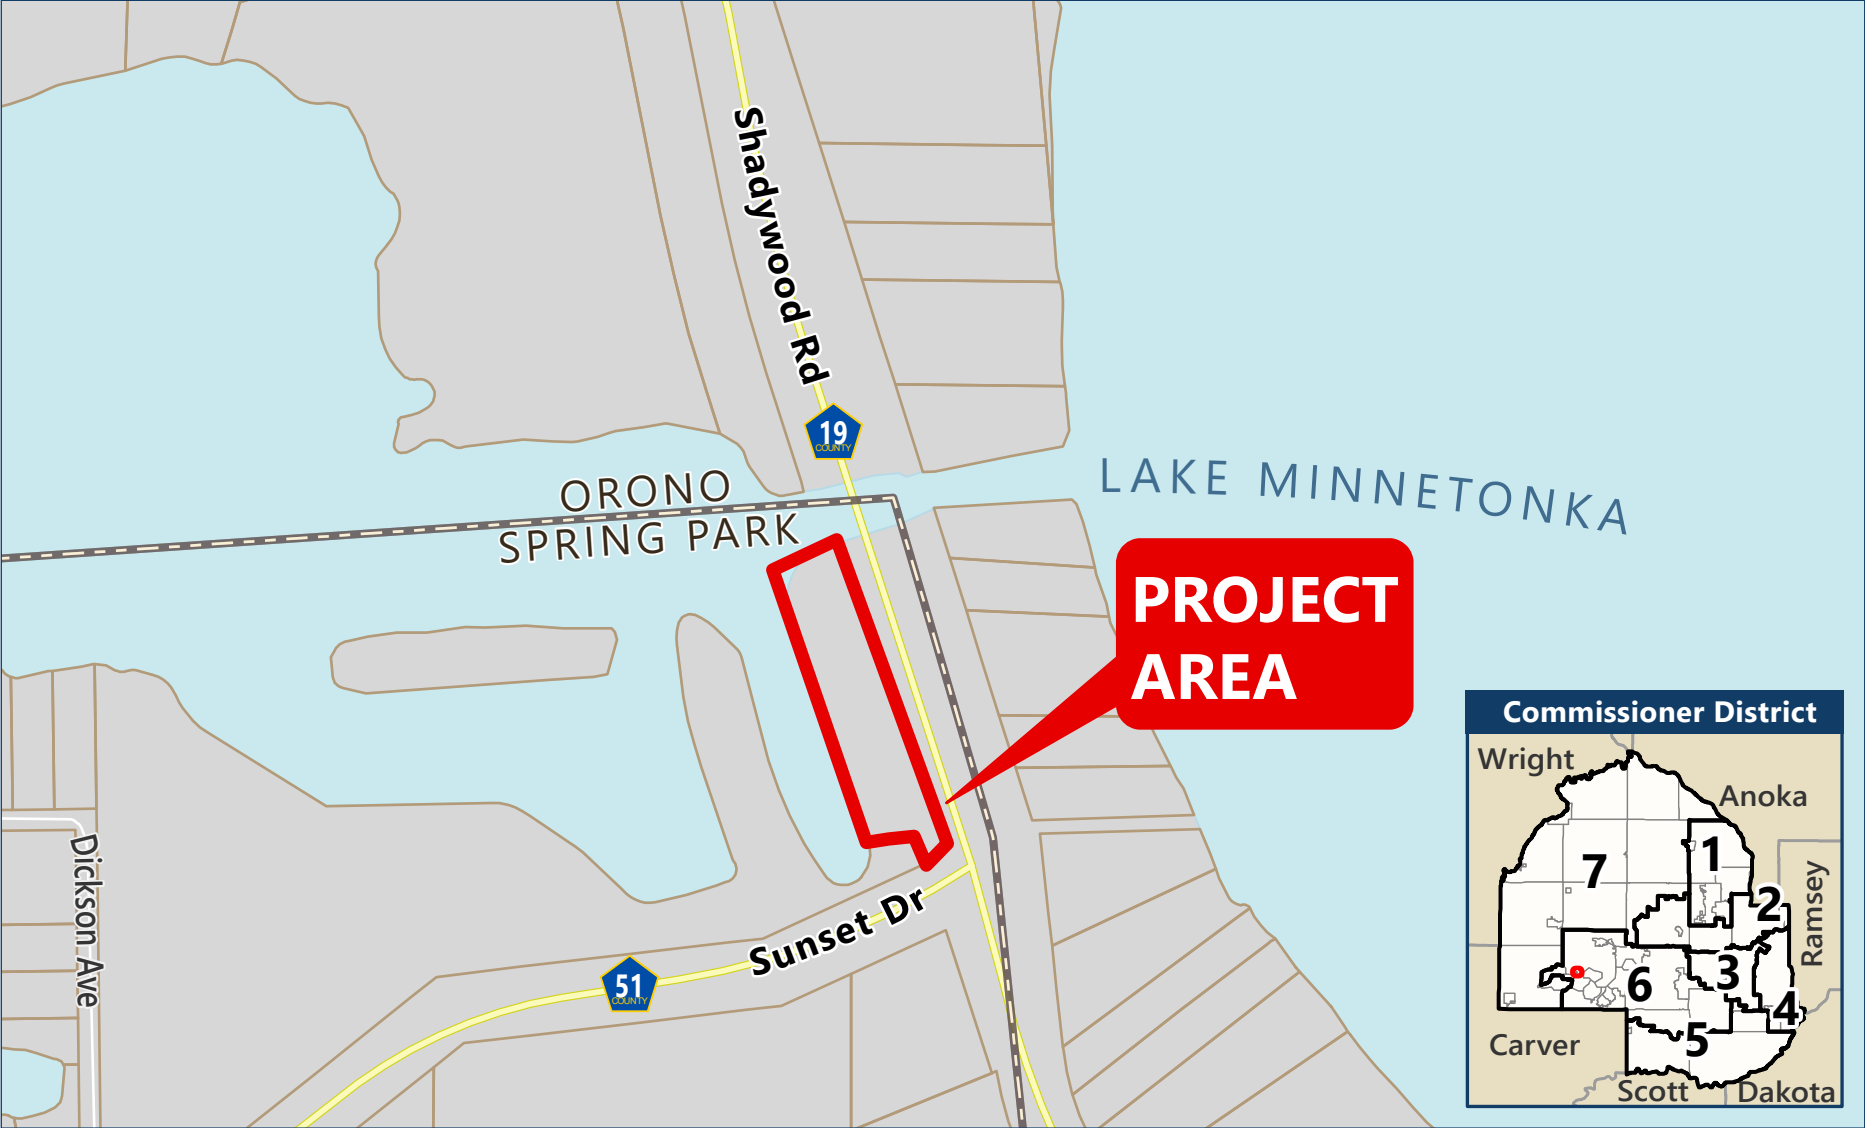 Shadywood Rd
19
COUNTY
ORONO
SPRING PARK
LAKE MINNETONKA
PROJECT
AREA
Dickson Ave
Sunset Dr
51
COUNTY
Commissioner District
Wright
Anoka
1
7
2
Ramsey
3
6
4
5
Carver
Scott
Dakota